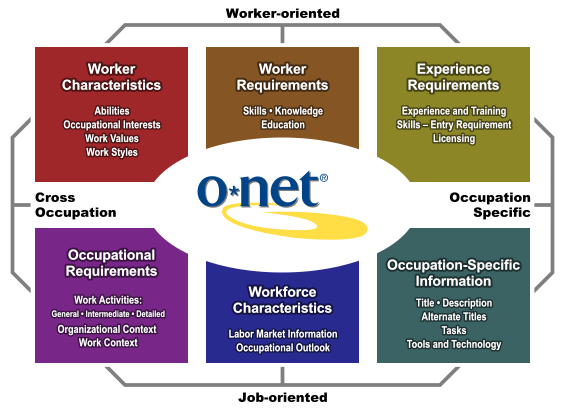 Worker-oriented
Worker
Characteristics
Abilities
Occupational Interests
Work Values
Work Styles
Worker
Requirements
Skills • Knowledge
Education
Experience
Requirements
Experience and Training
Skills – Entry Requirement
Licensing
Cross
Occupation
o*net®
Occupation
Specific
Occupational
Requirements
Work Activities:
General • Intermediate • Detailed
Organizational Context
Work Context
Workforce
Characteristics
Labor Market Information
Occupational Outlook
Occupation-Specific
Information
Title • Description
Alternate Titles
Tasks
Tools and Technology
Job-oriented